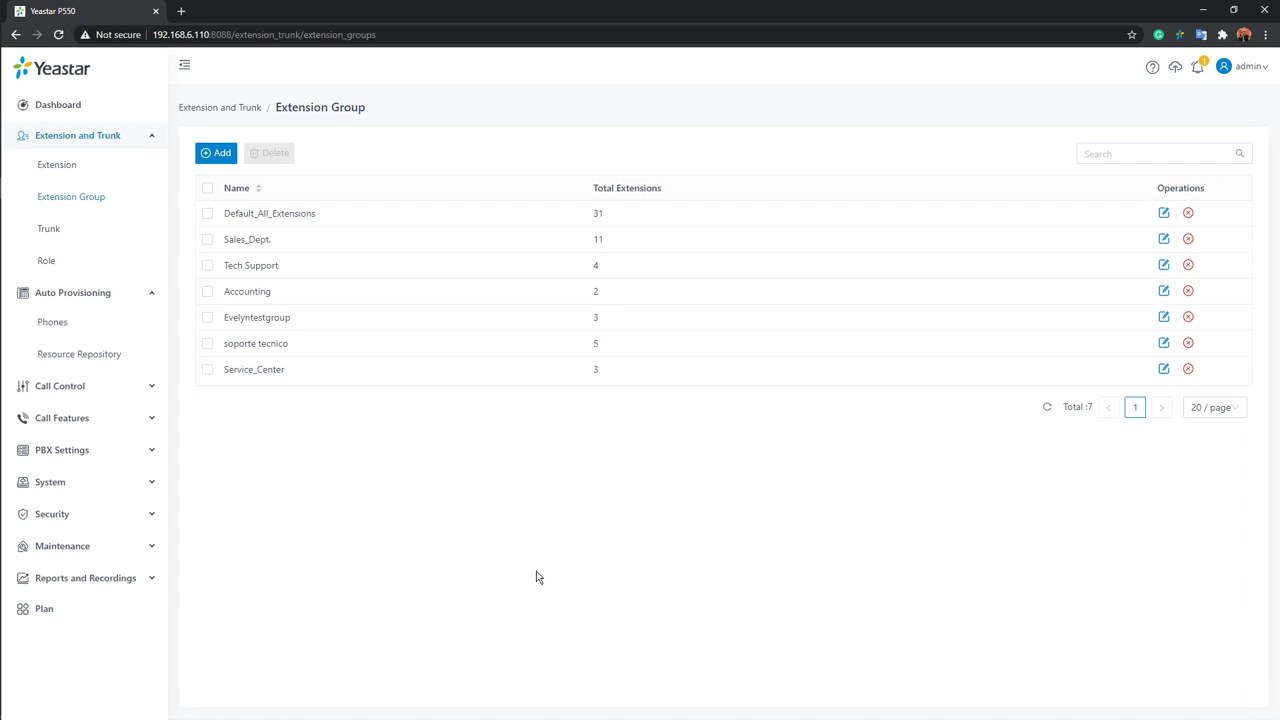 Yeastar P550
Not secure 192.168.6.110:8088/extension_trunk/extension_groups
Yeastar
1
admin
Dashboard
Extension and Trunk
Extension
Extension Group
Trunk
Role
Auto Provisioning
Phones
Resource Repository
Call Control
Call Features
PBX Settings
System
Security
Maintenance
Reports and Recordings
Plan
Extension and Trunk / Extension Group
Add Delete Search
Name Total Extensions Operations
Default_All_Extensions 31
Sales_Dept. 11
Tech Support 4
Accounting 2
Evelyntestgroup 3
soporte tecnico 5
Service_Center 3
Total :7 < 1 > 20 / page